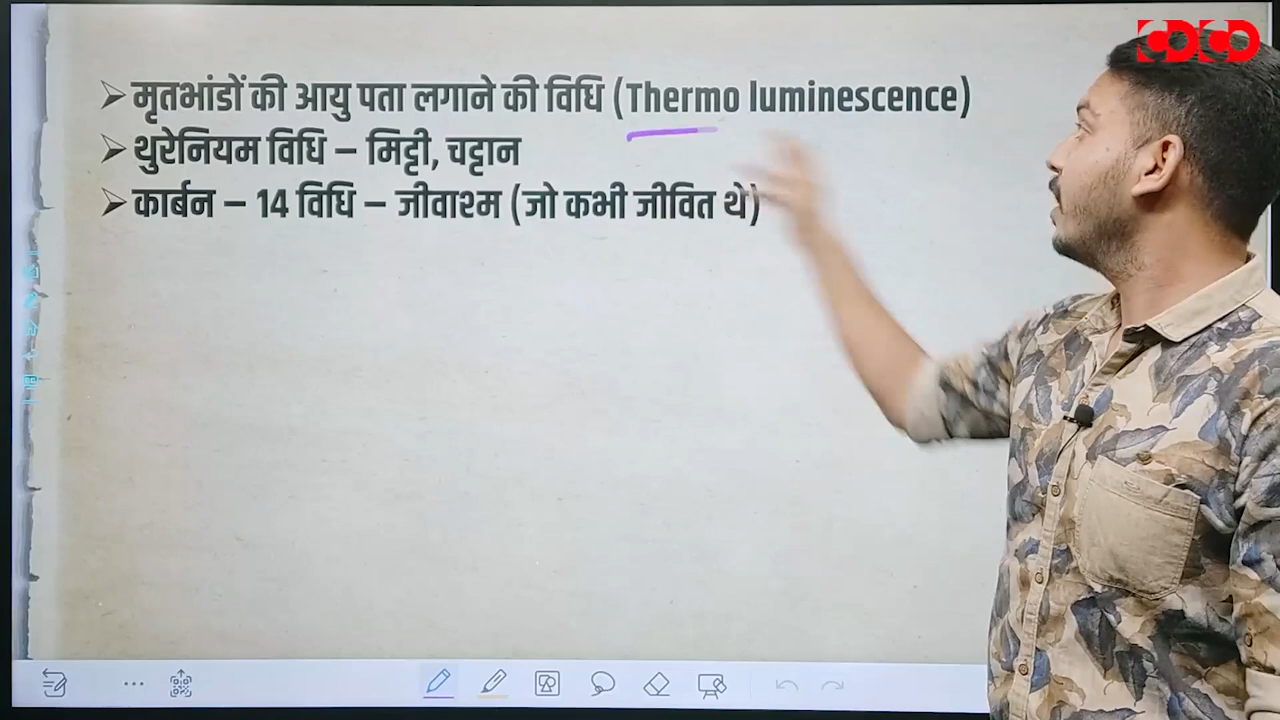 ➢ मृतभांडों की आयु पता लगाने की विधि (Thermo luminescence)
➢ थुरेनियम विधि – मिट्टी, चट्टान
➢ कार्बन – 14 विधि – जीवाश्म (जो कभी जीवित थे)